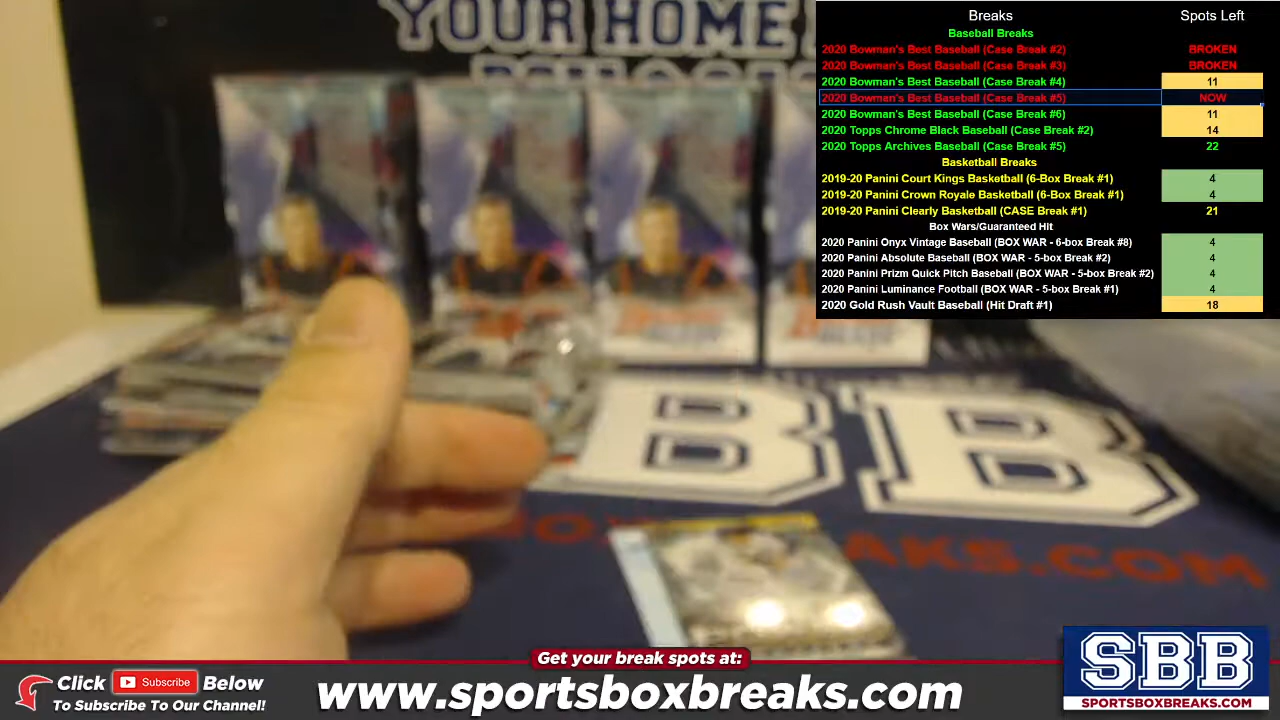 YOUR HOME
Breaks Spots Left
Baseball Breaks
2020 Bowman's Best Baseball (Case Break #2) BROKEN
2020 Bowman's Best Baseball (Case Break #3) BROKEN
2020 Bowman's Best Baseball (Case Break #4) 11
2020 Bowman's Best Baseball (Case Break #5) NOW
2020 Bowman's Best Baseball (Case Break #6) 11
2020 Topps Chrome Black Baseball (Case Break #2) 14
2020 Topps Archives Baseball (Case Break #5) 22
Basketball Breaks
2019-20 Panini Court Kings Basketball (6-Box Break #1) 4
2019-20 Panini Crown Royale Basketball (6-Box Break #1) 4
2019-20 Panini Clearly Basketball (CASE Break #1) 21
Box Wars/Guaranteed Hit
2020 Panini Onyx Vintage Baseball (BOX WAR - 6-box Break #8) 4
2020 Panini Absolute Baseball (BOX WAR - 5-box Break #2) 4
2020 Panini Prizm Quick Pitch Baseball (BOX WAR - 5-box Break #2) 4
2020 Panini Luminance Football (BOX WAR - 5-box Break #1) 4
2020 Gold Rush Vault Baseball (Hit Draft #1) 18
BB
BREAKS.COM
Get your break spots at:
Click Subscribe Below
To Subscribe To Our Channel!
www.sportsboxbreaks.com
SBB
SPORTSBOXBREAKS.COM